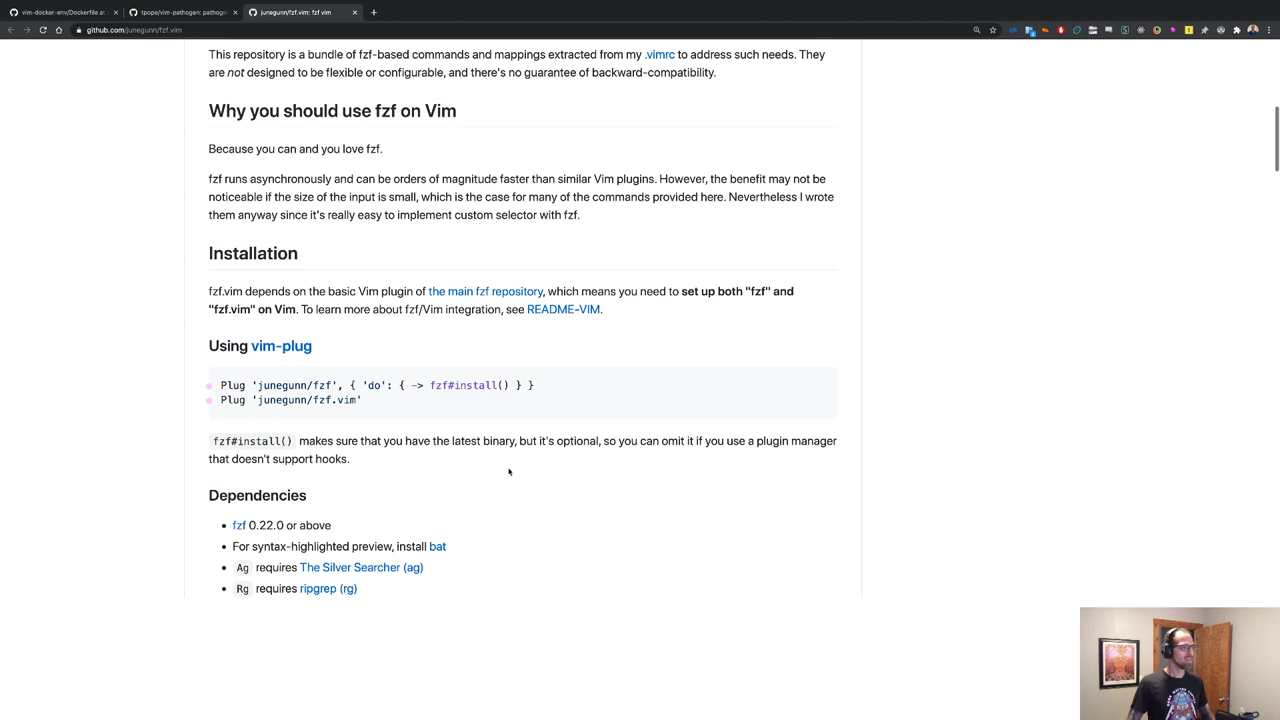 vim-docker-env/Dockerfile at
tpope/vim-pathogen: pathogen
junegunn/fzf.vim: fzf vim
github.com/junegunn/fzf.vim
This repository is a bundle of fzf-based commands and mappings extracted from my .vimrc to address such needs. They
are not designed to be flexible or configurable, and there's no guarantee of backward-compatibility.
Why you should use fzf on Vim
Because you can and you love fzf.
fzf runs asynchronously and can be orders of magnitude faster than similar Vim plugins. However, the benefit may not be
noticeable if the size of the input is small, which is the case for many of the commands provided here. Nevertheless I wrote
them anyway since it's really easy to implement custom selector with fzf.
Installation
fzf.vim depends on the basic Vim plugin of the main fzf repository, which means you need to set up both "fzf" and
"fzf.vim" on Vim. To learn more about fzf/Vim integration, see README-VIM.
Using vim-plug
Plug 'junegunn/fzf', { 'do': { -> fzf#install() } }
Plug 'junegunn/fzf.vim'
fzf#install() makes sure that you have the latest binary, but it's optional, so you can omit it if you use a plugin manager
that doesn't support hooks.
Dependencies
fzf 0.22.0 or above
For syntax-highlighted preview, install bat
Ag requires The Silver Searcher (ag)
Rg requires ripgrep (rg)